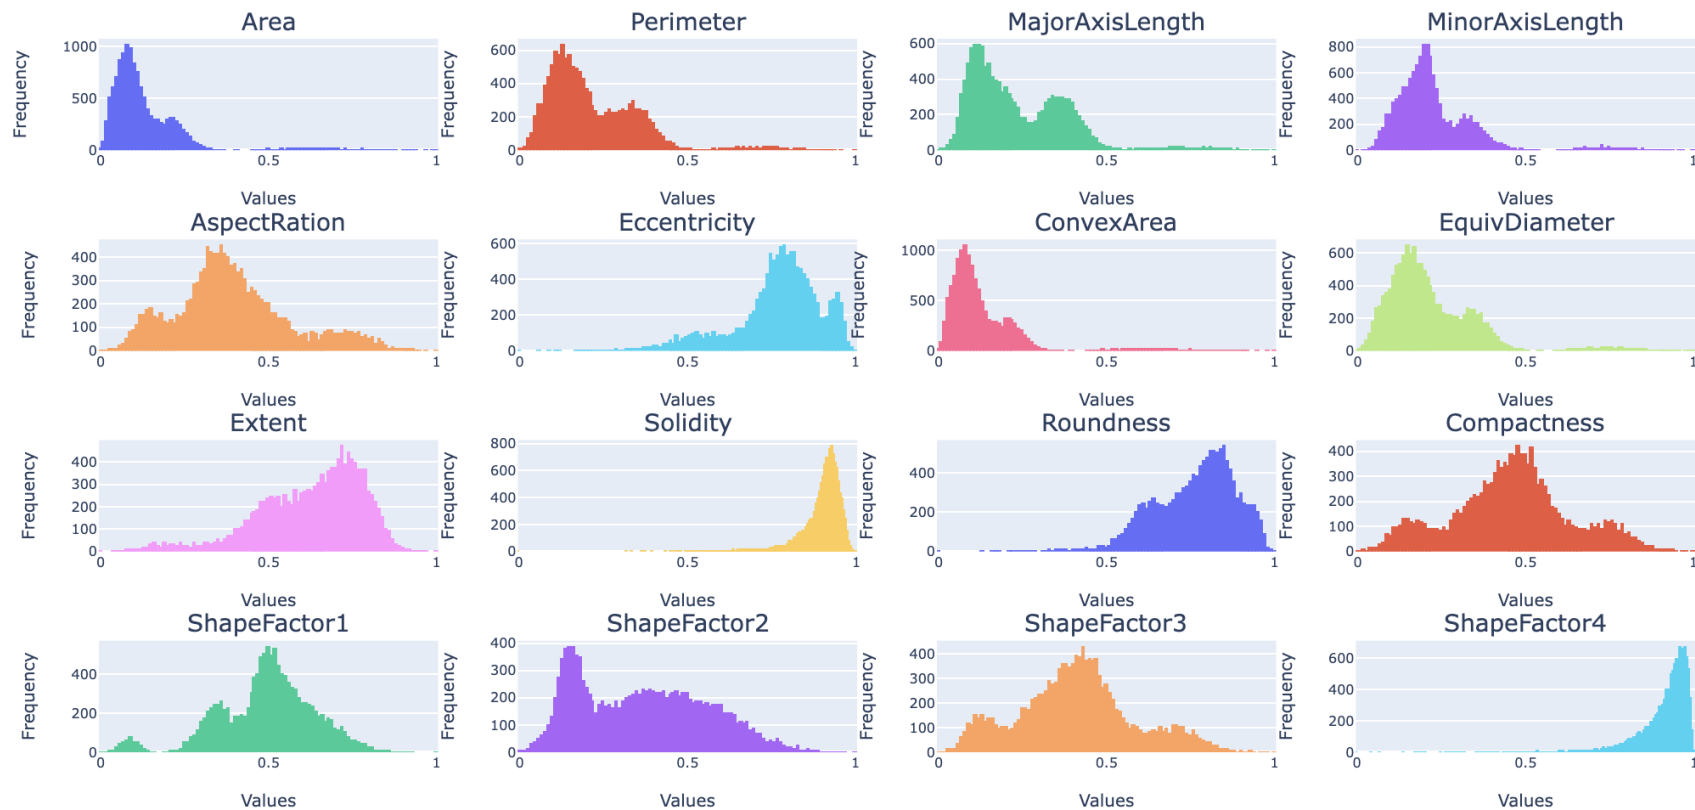 Area Perimeter MajorAxisLength MinorAxisLength
Frequency Frequency Frequency Frequency
1000 600 600 800
500 400 400 600
0 200 200 400
0 0 200
0
0 0.5 1 0 0.5 1 0 0.5 1 0 0.5 1
Values Values Values Values
AspectRation Eccentricity ConvexArea EquivDiameter
Frequency Frequency Frequency Frequency
400 600 1000 600
300 400 500 400
200 200 0 200
100 0 0
0
0 0.5 1 0 0.5 1 0 0.5 1 0 0.5 1
Values Values Values Values
Extent Solidity Roundness Compactness
Frequency Frequency Frequency Frequency
400 800 400 400
300 600 200 300
200 400 0 200
100 200 100
0 0 0
0 0.5 1 0 0.5 1 0 0.5 1 0 0.5 1
Values Values Values Values
ShapeFactor1 ShapeFactor2 ShapeFactor3 ShapeFactor4
Frequency Frequency Frequency Frequency
400 400 400 600
200 300 300 400
0 200 200 200
100 100 0
0 0
0 0.5 1 0 0.5 1 0 0.5 1 0 0.5 1
Values Values Values Values